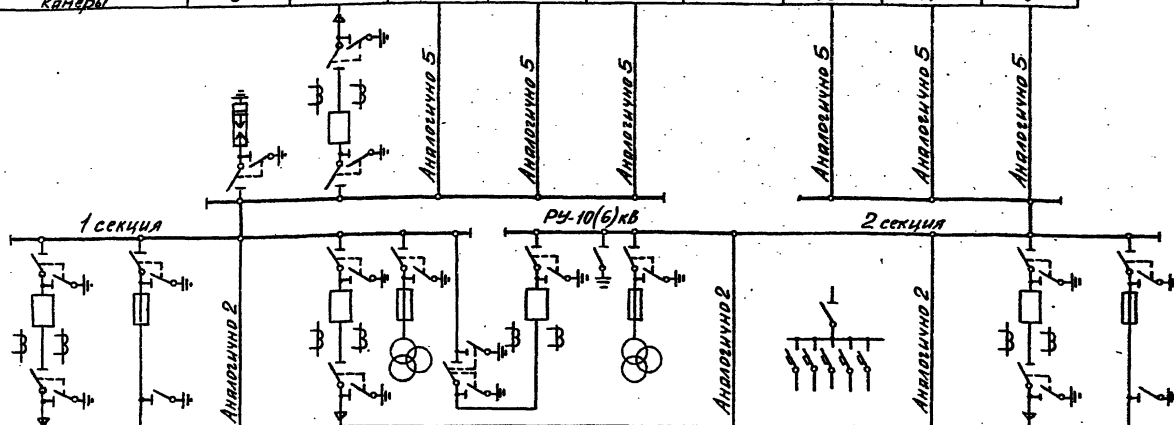 камеры
Аналогично 5
Аналогично 5
Аналогично 5
Аналогично 5
Аналогично 5
Аналогично 5
1 секция
РУ-10(6)кВ
2 секция
Аналогично 2
Аналогично 2
Аналогично 2